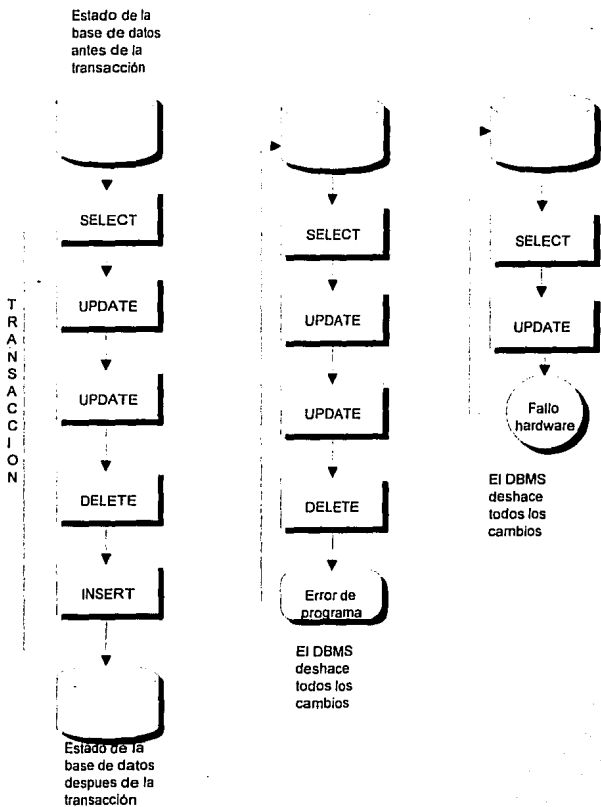 Estado de la
base de datos
antes de la
transacción
TRANSACCION
SELECT
UPDATE
UPDATE
DELETE
INSERT
Estado de la
base de datos
despues de la
transacción
SELECT
UPDATE
UPDATE
DELETE
Error de
programa
El DBMS
deshace
todos los
cambios
SELECT
UPDATE
Fallo
hardware
El DBMS
deshace
todos los
cambios